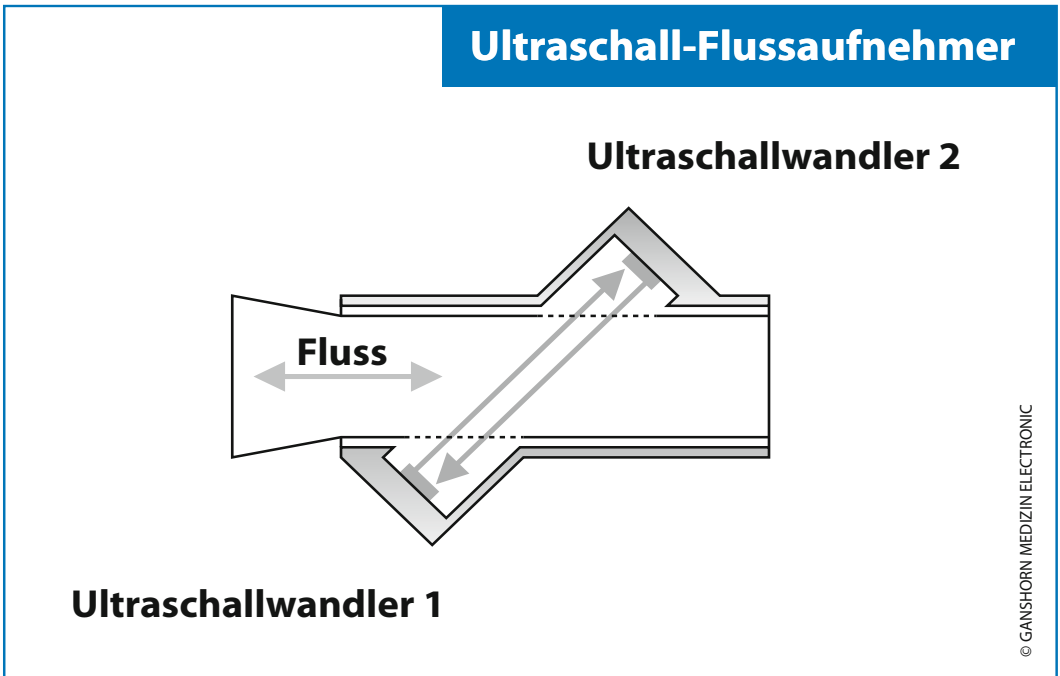 Ultraschall-Flussaufnehmer
Ultraschallwandler 2
Fluss
Ultraschallwandler 1
© GANSHORN MEDIZIN ELECTRONIC